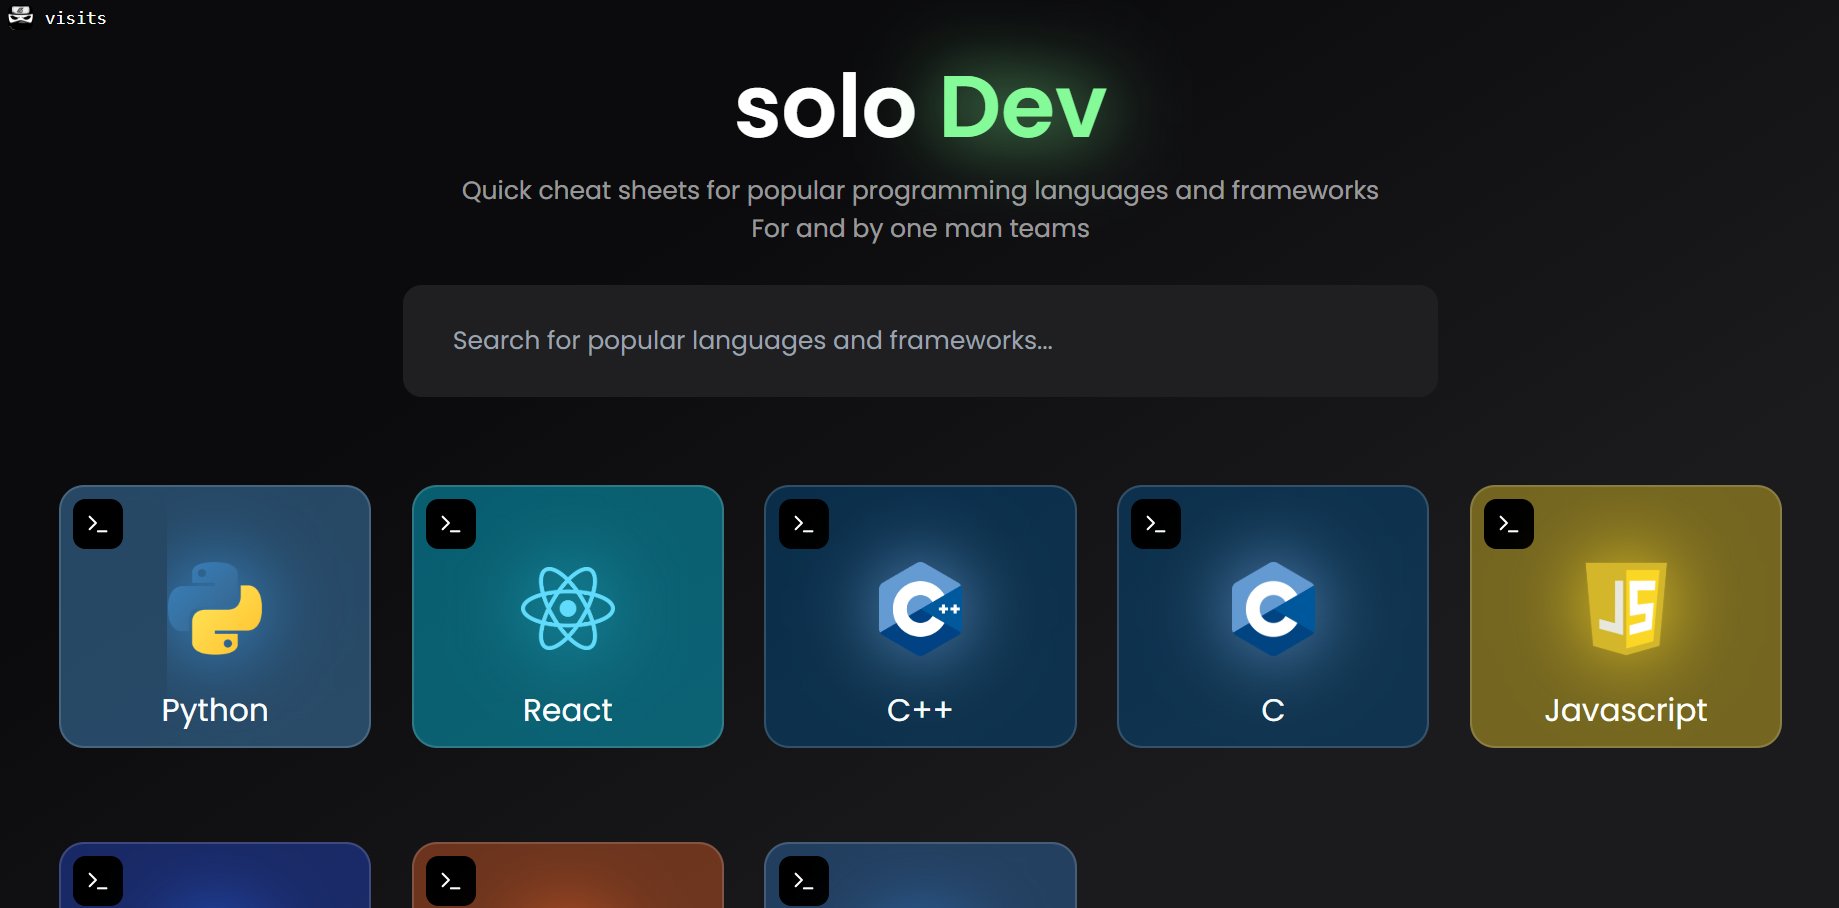 visits
solo Dev
Quick cheat sheets for popular programming languages and frameworks
For and by one man teams
Search for popular languages and frameworks...
>_ >_ >_ >_ >_
C++ C JS
Python React C++ C Javascript
>_ >_ >_